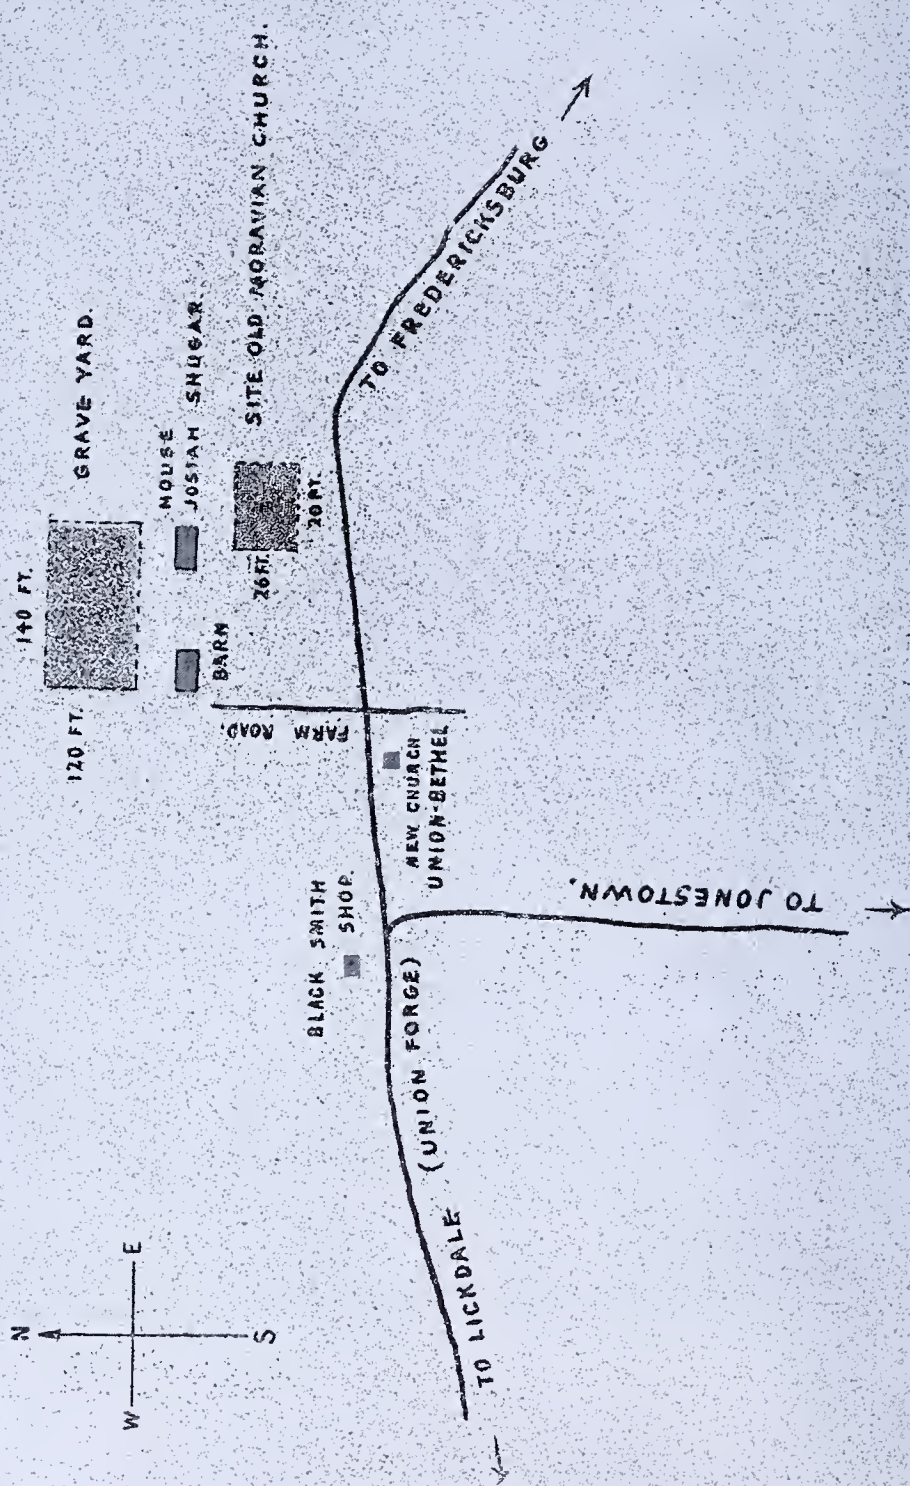 N
W E
S
140 FT.
120 FT.
GRAVE YARD.
HOUSE
JOSIAH SHUGAR.
BARN
SITE OLD MORAVIAN CHURCH.
26 FT.
20 FT.
FARM ROAD.
NEW CHURCH
UNION-BETHEL
BLACK SMITH
SHOP.
TO LICKDALE (UNION FORGE)
TO JONESTOWN.
TO FREDERICKSBURG